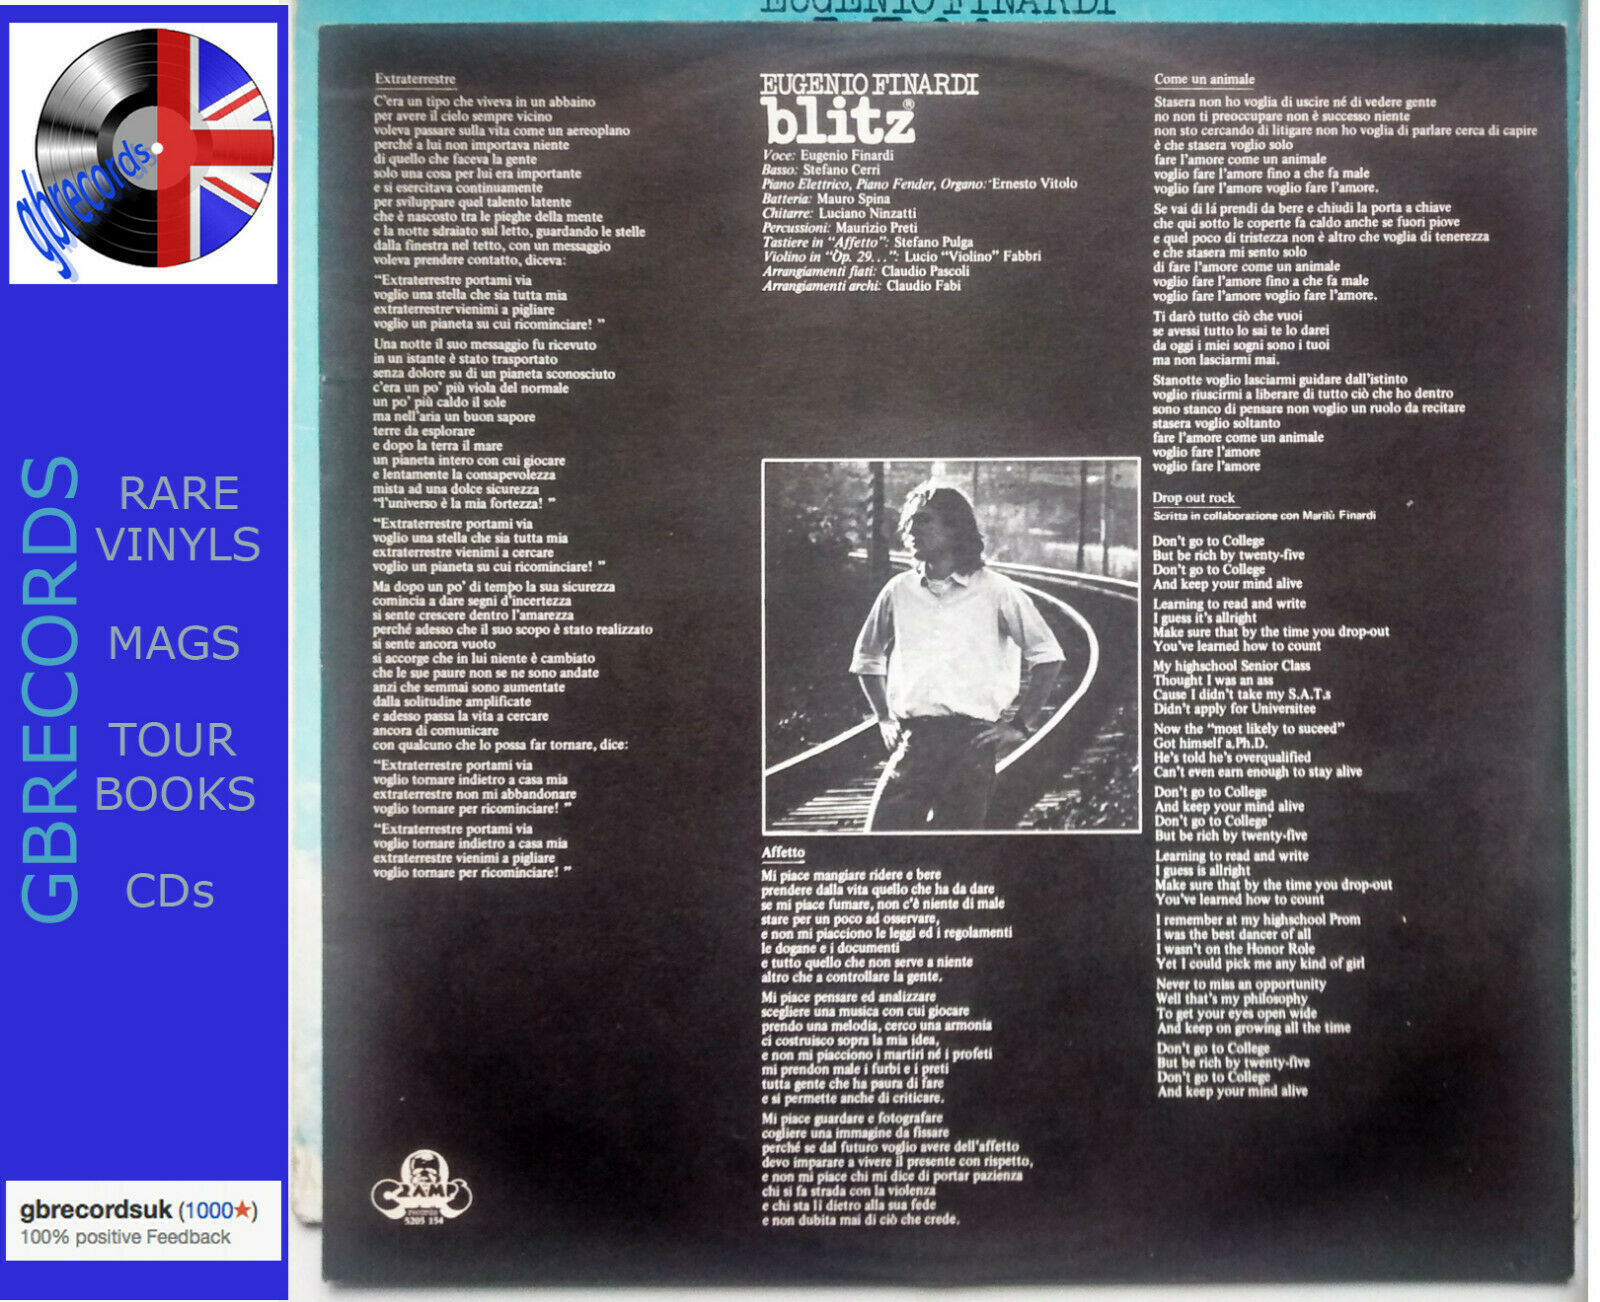 gbrecords
GBRECORDS
RARE
VINYLS
MAGS
TOUR
BOOKS
CDs
gbrecordsuk (1000★)
100% positive Feedback
EUGENIO FINARDI
Extraterrestre
C'era un tipo che viveva in un abbaino
per avere il cielo sempre vicino
voleva passare sulla vita come un aereoplano
perché a lui non importava niente
di quello che faceva la gente
solo una cosa per lui era importante
e si esercitava continuamente
per sviluppare quel talento latente
che è nascosto tra le pieghe della mente
e la notte sdraiato sul letto, guardando le stelle
dalla finestra nel tetto, con un messaggio
voleva prendere contatto, diceva:
"Extraterrestre portami via
voglio una stella che sia tutta mia
extraterrestre vienimi a pigliare
voglio un pianeta su cui ricominciare! "
Una notte il suo messaggio fu ricevuto
in un istante è stato trasportato
senza dolore su di un pianeta sconosciuto
c'era un po' più viola del normale
un po' più caldo il sole
ma nell'aria un buon sapore
terre da esplorare
e dopo la terra il mare
un pianeta intero con cui giocare
e lentamente la consapevolezza
mista ad una dolce sicurezza
"l'universo è la mia fortezza! "
"Extraterrestre portami via
voglio una stella che sia tutta mia
extraterrestre vienimi a cercare
voglio un pianeta su cui ricominciare! "
Ma dopo un po' di tempo la sua sicurezza
comincia a dare segni d'incertezza
si sente crescere dentro l'amarezza
perché adesso che il suo scopo è stato realizzato
si sente ancora vuoto
si accorge che in lui niente è cambiato
che le sue paure non se ne sono andate
anzi che semmai sono aumentate
dalla solitudine amplificate
e adesso passa la vita a cercare
ancora di comunicare
con qualcuno che lo possa far tornare, dice:
"Extraterrestre portami via
voglio tornare indietro a casa mia
extraterrestre non mi abbandonare
voglio tornare per ricominciare! "
"Extraterrestre portami via
voglio tornare indietro a casa mia
extraterrestre vienimi a pigliare
voglio tornare per ricominciare! "
RAM
records
5205 154
EUGENIO FINARDI
blitz®
Voce: Eugenio Finardi
Basso: Stefano Cerri
Piano Elettrico, Piano Fender, Organo: Ernesto Vitolo
Batteria: Mauro Spina
Chitarre: Luciano Ninzatti
Percussioni: Maurizio Preti
Tastiere in "Affetto": Stefano Pulga
Violino in "Op. 29...": Lucio "Violino" Fabbri
Arrangiamenti fiati: Claudio Pascoli
Arrangiamenti archi: Claudio Fabi
Affetto
Mi piace mangiare ridere e bere
prendere dalla vita quello che ha da dare
se mi piace fumare, non c'è niente di male
stare per un poco ad osservare,
e non mi piacciono le leggi ed i regolamenti
le dogane e i documenti
e tutto quello che non serve a niente
altro che a controllare la gente.
Mi piace pensare ed analizzare
scegliere una musica con cui giocare
prendo una melodia, cerco una armonia
ci costruisco sopra la mia idea,
e non mi piacciono i martiri né i profeti
mi prendon male i furbi e i preti
tutta gente che ha paura di fare
e si permette anche di criticare.
Mi piace guardare e fotografare
cogliere una immagine da fissare
perché se dal futuro voglio avere dell'affetto
devo imparare a vivere il presente con rispetto,
e non mi piace chi mi dice di portar pazienza
chi si fa strada con la violenza
e chi sta lì dietro alla sua fede
e non dubita mai di ciò che crede.
Come un animale
Stasera non ho voglia di uscire né di vedere gente
no non ti preoccupare non è successo niente
non sto cercando di litigare non ho voglia di parlare cerca di capire
è che stasera voglio solo
fare l'amore come un animale
voglio fare l'amore fino a che fa male
voglio fare l'amore voglio fare l'amore.
Se vai di lá prendi da bere e chiudi la porta a chiave
che qui sotto le coperte fa caldo anche se fuori piove
e quel poco di tristezza non è altro che voglia di tenerezza
e che stasera mi sento solo
di fare l'amore come un animale
voglio fare l'amore fino a che fa male
voglio fare l'amore voglio fare l'amore.
Ti darò tutto ciò che vuoi
se avessi tutto lo sai te lo darei
da oggi i miei sogni sono i tuoi
ma non lasciarmi mai.
Stanotte voglio lasciarmi guidare dall'istinto
voglio riuscirmi a liberare di tutto ciò che ho dentro
sono stanco di pensare non voglio un ruolo da recitare
stasera voglio soltanto
fare l'amore come un animale
voglio fare l'amore
voglio fare l'amore
Drop out rock
Scritta in collaborazione con Marilù Finardi
Don't go to College
But be rich by twenty-five
Don't go to College
And keep your mind alive
Learning to read and write
I guess it's allright
Make sure that by the time you drop-out
You've learned how to count
My highschool Senior Class
Thought I was an ass
Cause I didn't take my S.A.T.s
Didn't apply for Universitee
Now the "most likely to suceed"
Got himself a.Ph.D.
He's told he's overqualified
Can't even earn enough to stay alive
Don't go to College
And keep your mind alive
Don't go to College
But be rich by twenty-five
Learning to read and write
I guess is allright
Make sure that by the time you drop-out
You've learned how to count
I remember at my highschool Prom
I was the best dancer of all
I wasn't on the Honor Role
Yet I could pick me any kind of girl
Never to miss an opportunity
Well that's my philosophy
To get your eyes open wide
And keep on growing all the time
Don't go to College
But be rich by twenty-five
Don't go to College
And keep your mind alive